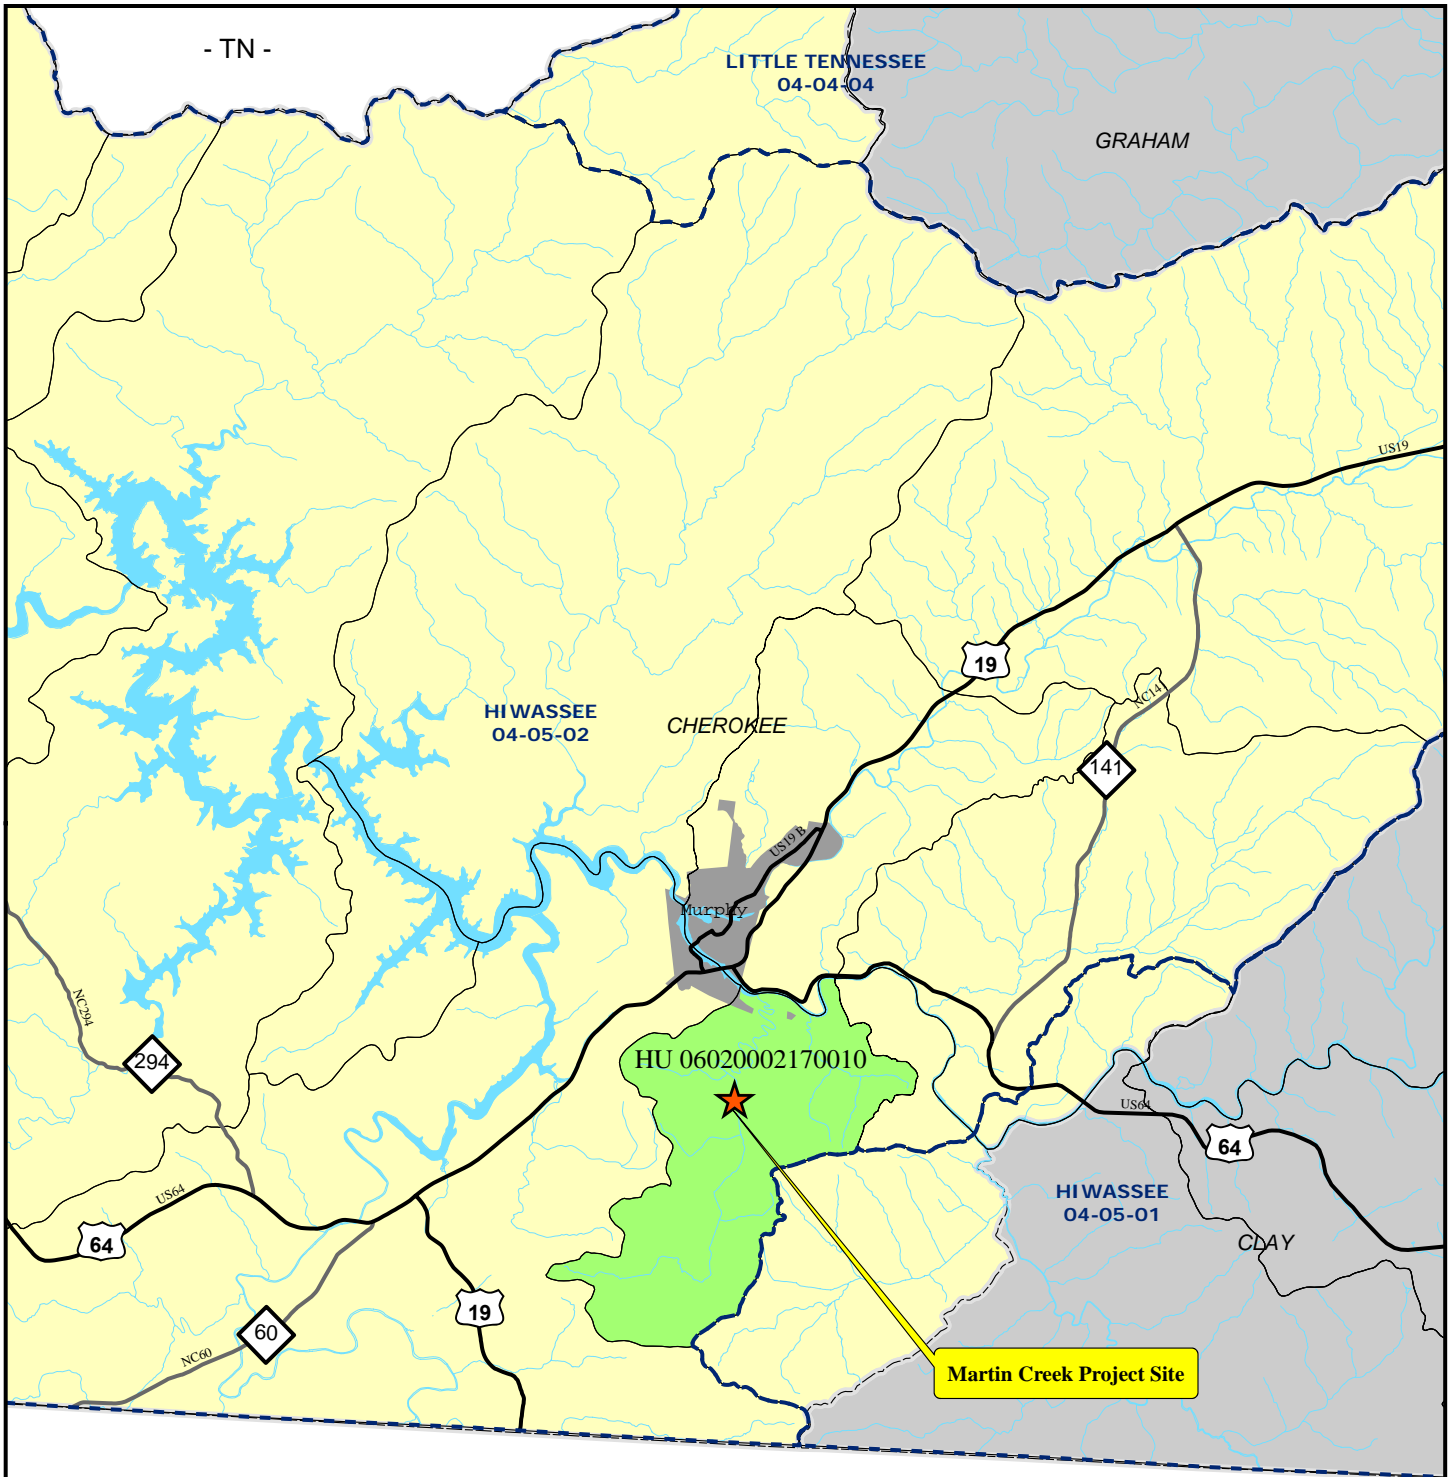 - TN -
LITTLE TENNESSEE
04-04-04
GRAHAM
US19
19
NC141
HIWASSEE
04-05-02
CHEROKEE
141
US19 B
Murphy
NC294
294
HU 06020002170010
US64
64
HIWASSEE
04-05-01
US64
64
CLAY
19
60
NC60
Martin Creek Project Site